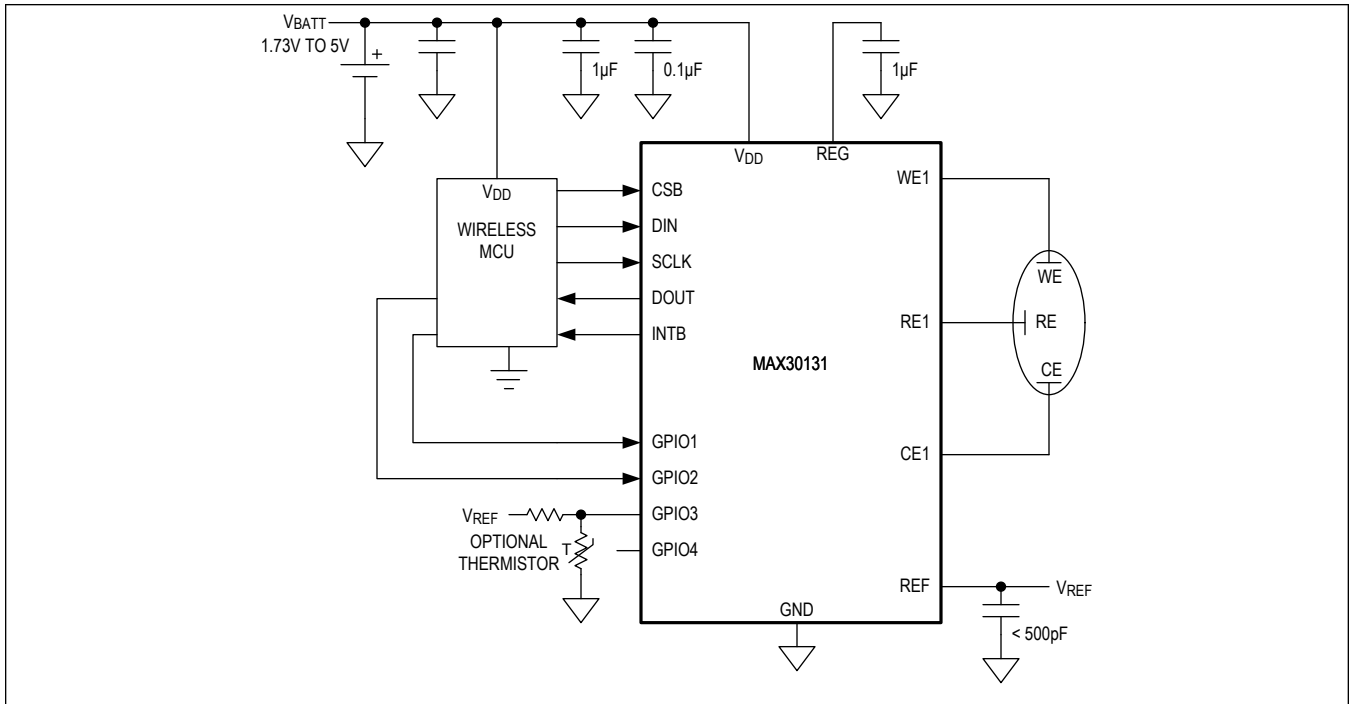 VBATT
1.73V TO 5V
+
1µF
0.1µF
1µF
VDD
REG
VDD
WIRELESS
MCU
CSB
DIN
SCLK
DOUT
INTB
WE1
WE
RE1
RE
MAX30131
CE
CE1
GPIO1
GPIO2
VREF
GPIO3
OPTIONAL
THERMISTOR
T
GPIO4
REF
VREF
GND
< 500pF